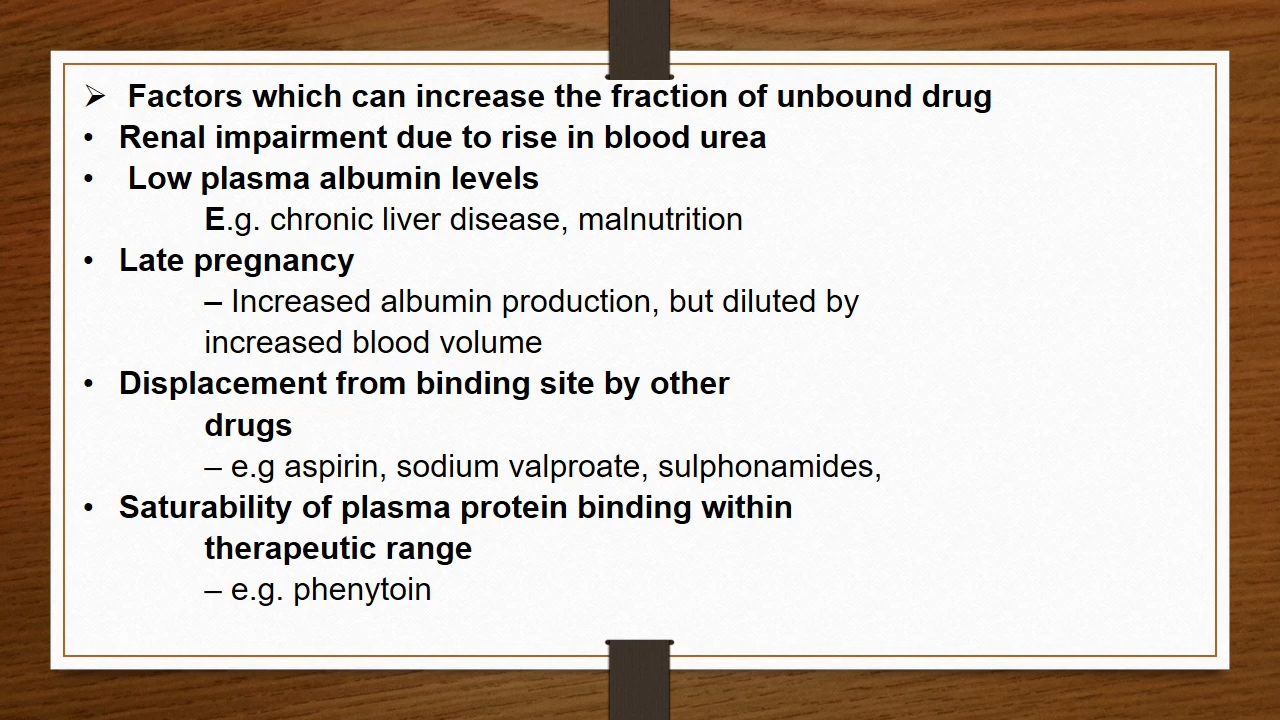 ➢ Factors which can increase the fraction of unbound drug
• Renal impairment due to rise in blood urea
• Low plasma albumin levels
E.g. chronic liver disease, malnutrition
• Late pregnancy
– Increased albumin production, but diluted by
increased blood volume
• Displacement from binding site by other
drugs
– e.g aspirin, sodium valproate, sulphonamides,
• Saturability of plasma protein binding within
therapeutic range
– e.g. phenytoin